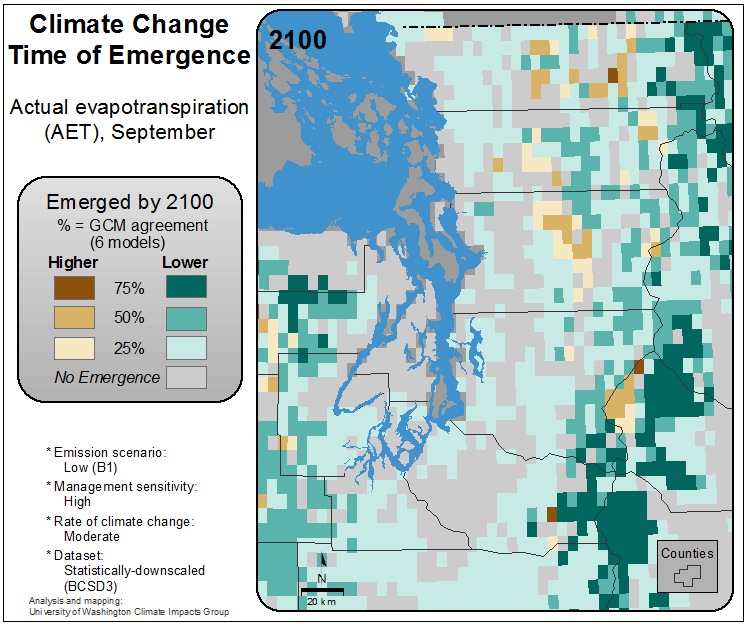 Climate Change
Time of Emergence
Actual evapotranspiration
(AET), September
Emerged by 2100
% = GCM agreement
(6 models)
Higher Lower
75%
50%
25%
No Emergence
* Emission scenario:
Low (B1)
* Management sensitivity:
High
* Rate of climate change:
Moderate
* Dataset:
Statistically-downscaled
(BCSD3)
Analysis and mapping:
University of Washington Climate Impacts Group
2100
N
20 km
Counties